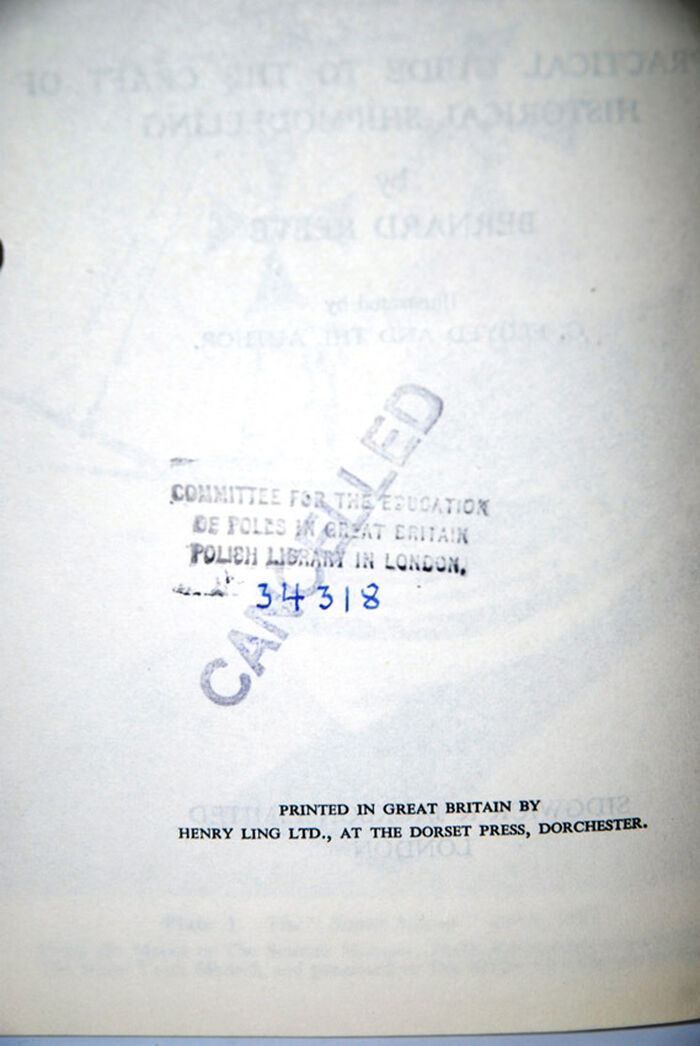 COMMITTEE FOR THE EDUCATION
OF POLES IN GREAT BRITAIN
POLISH LIBRARY IN LONDON.
34318
CANCELLED
PRINTED IN GREAT BRITAIN BY
HENRY LING LTD., AT THE DORSET PRESS, DORCHESTER.